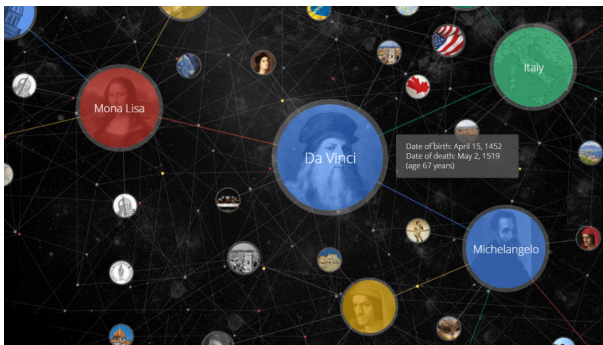 Italy
Mona Lisa
Da Vinci
Date of birth: April 15, 1452
Date of death: May 2, 1519
(age 67 years)
Michelangelo